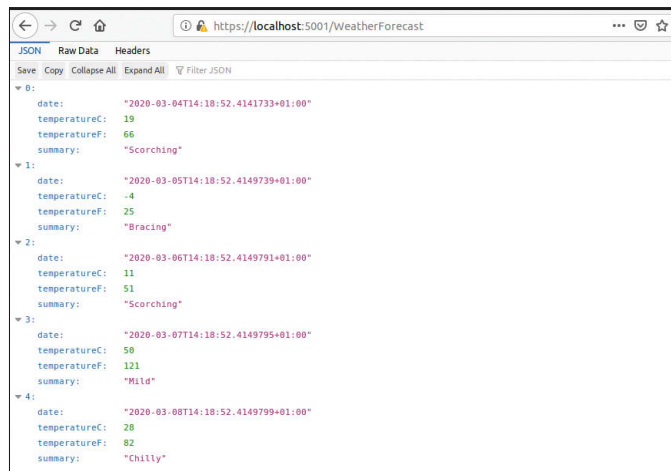 https://localhost:5001/WeatherForecast
JSON Raw Data Headers
Save Copy Collapse All Expand All Filter JSON
0:
date: "2020-03-04T14:18:52.4141733+01:00"
temperatureC: 19
temperatureF: 66
summary: "Scorching"
1:
date: "2020-03-05T14:18:52.4149739+01:00"
temperatureC: -4
temperatureF: 25
summary: "Bracing"
2:
date: "2020-03-06T14:18:52.4149791+01:00"
temperatureC: 11
temperatureF: 51
summary: "Scorching"
3:
date: "2020-03-07T14:18:52.4149795+01:00"
temperatureC: 50
temperatureF: 121
summary: "Mild"
4:
date: "2020-03-08T14:18:52.4149799+01:00"
temperatureC: 28
temperatureF: 82
summary: "Chilly"